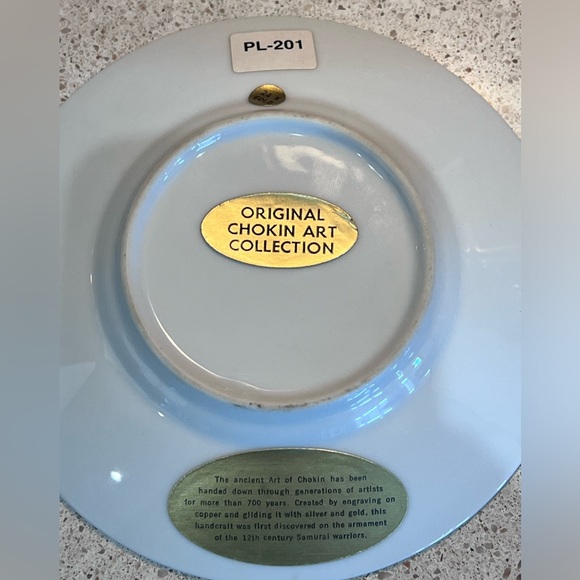 PL-201
ORIGINAL
CHOKIN ART
COLLECTION
The ancient Art of Chokin has been
handed down through generations of artists
for more than 700 years. Created by engraving on
copper and gilding it with silver and gold, this
handcraft was first discovered on the armament
of the 12th century Samurai warriors.